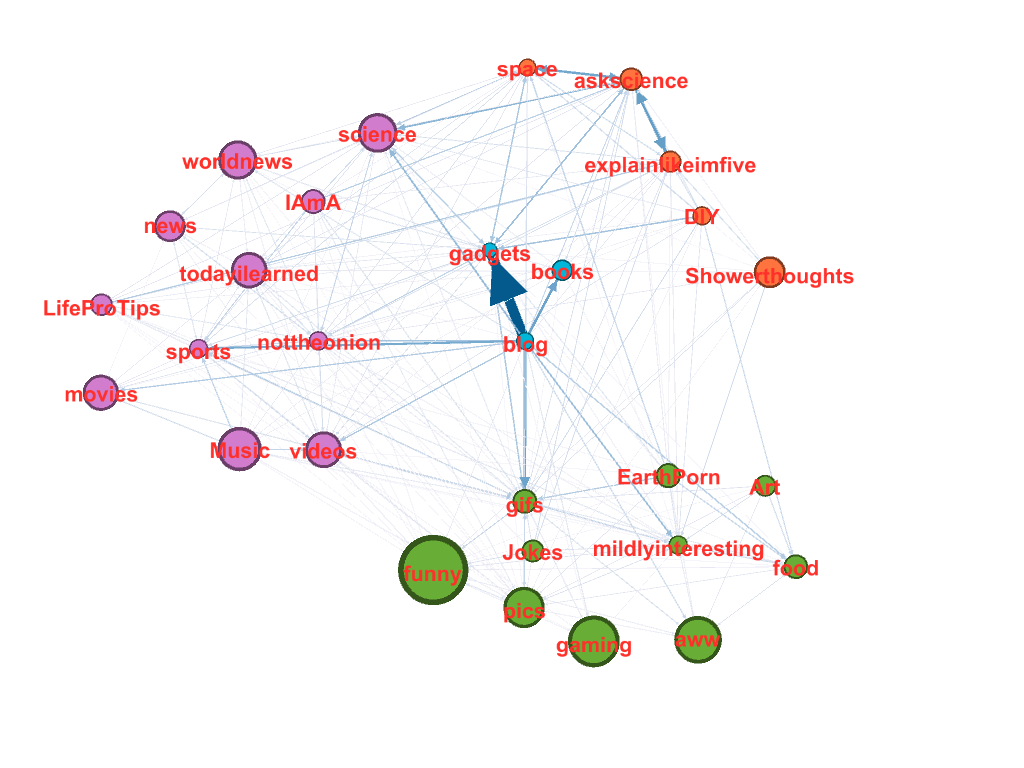 space
askscience
science
worldnews
explainlikeimfive
IAmA
DIY
news
gadgets
books
todayilearned
Showerthoughts
LifeProTips
nottheonion
blog
sports
movies
Music
videos
EarthPorn
Art
gifs
Jokes
mildlyinteresting
food
funny
pics
gaming
aww